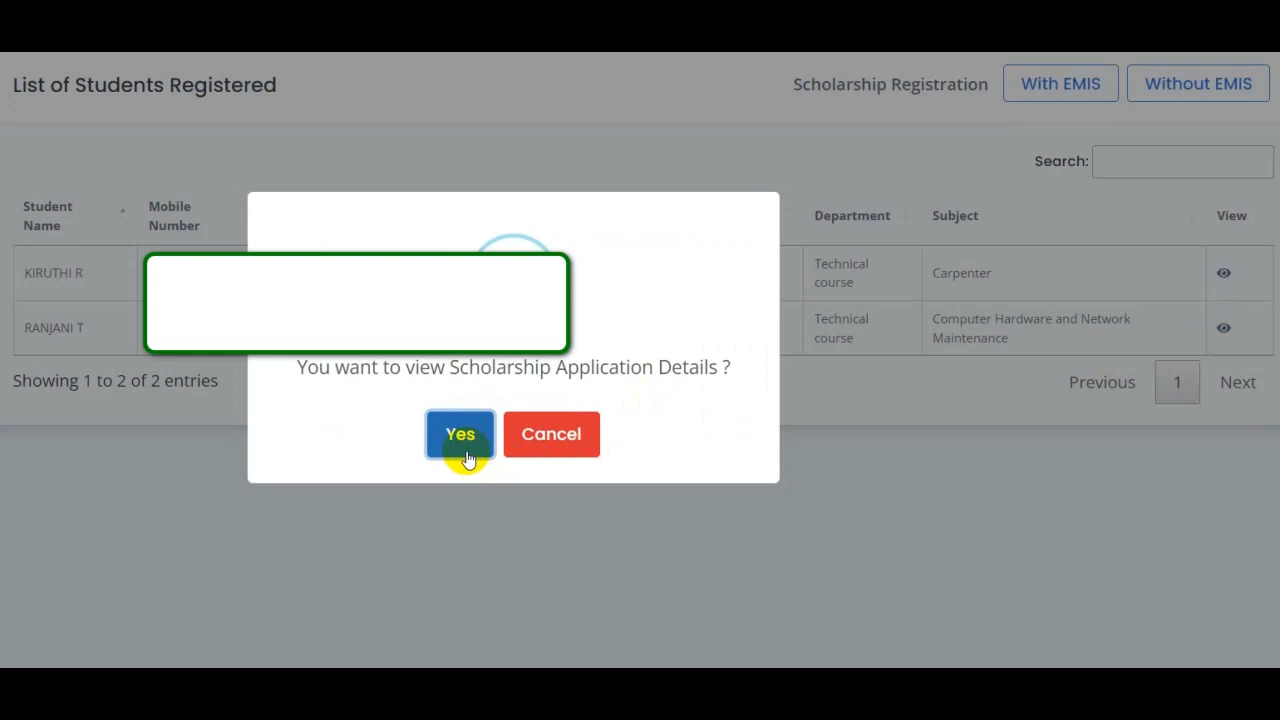 List of Students Registered
Scholarship Registration
With EMIS
Without EMIS
Search:
Student Name
Mobile Number
Department
Subject
View
KIRUTHI R
Technical course
Carpenter
RANJANI T
Technical course
Computer Hardware and Network Maintenance
Showing 1 to 2 of 2 entries
Previous
1
Next
You want to view Scholarship Application Details ?
Yes
Cancel